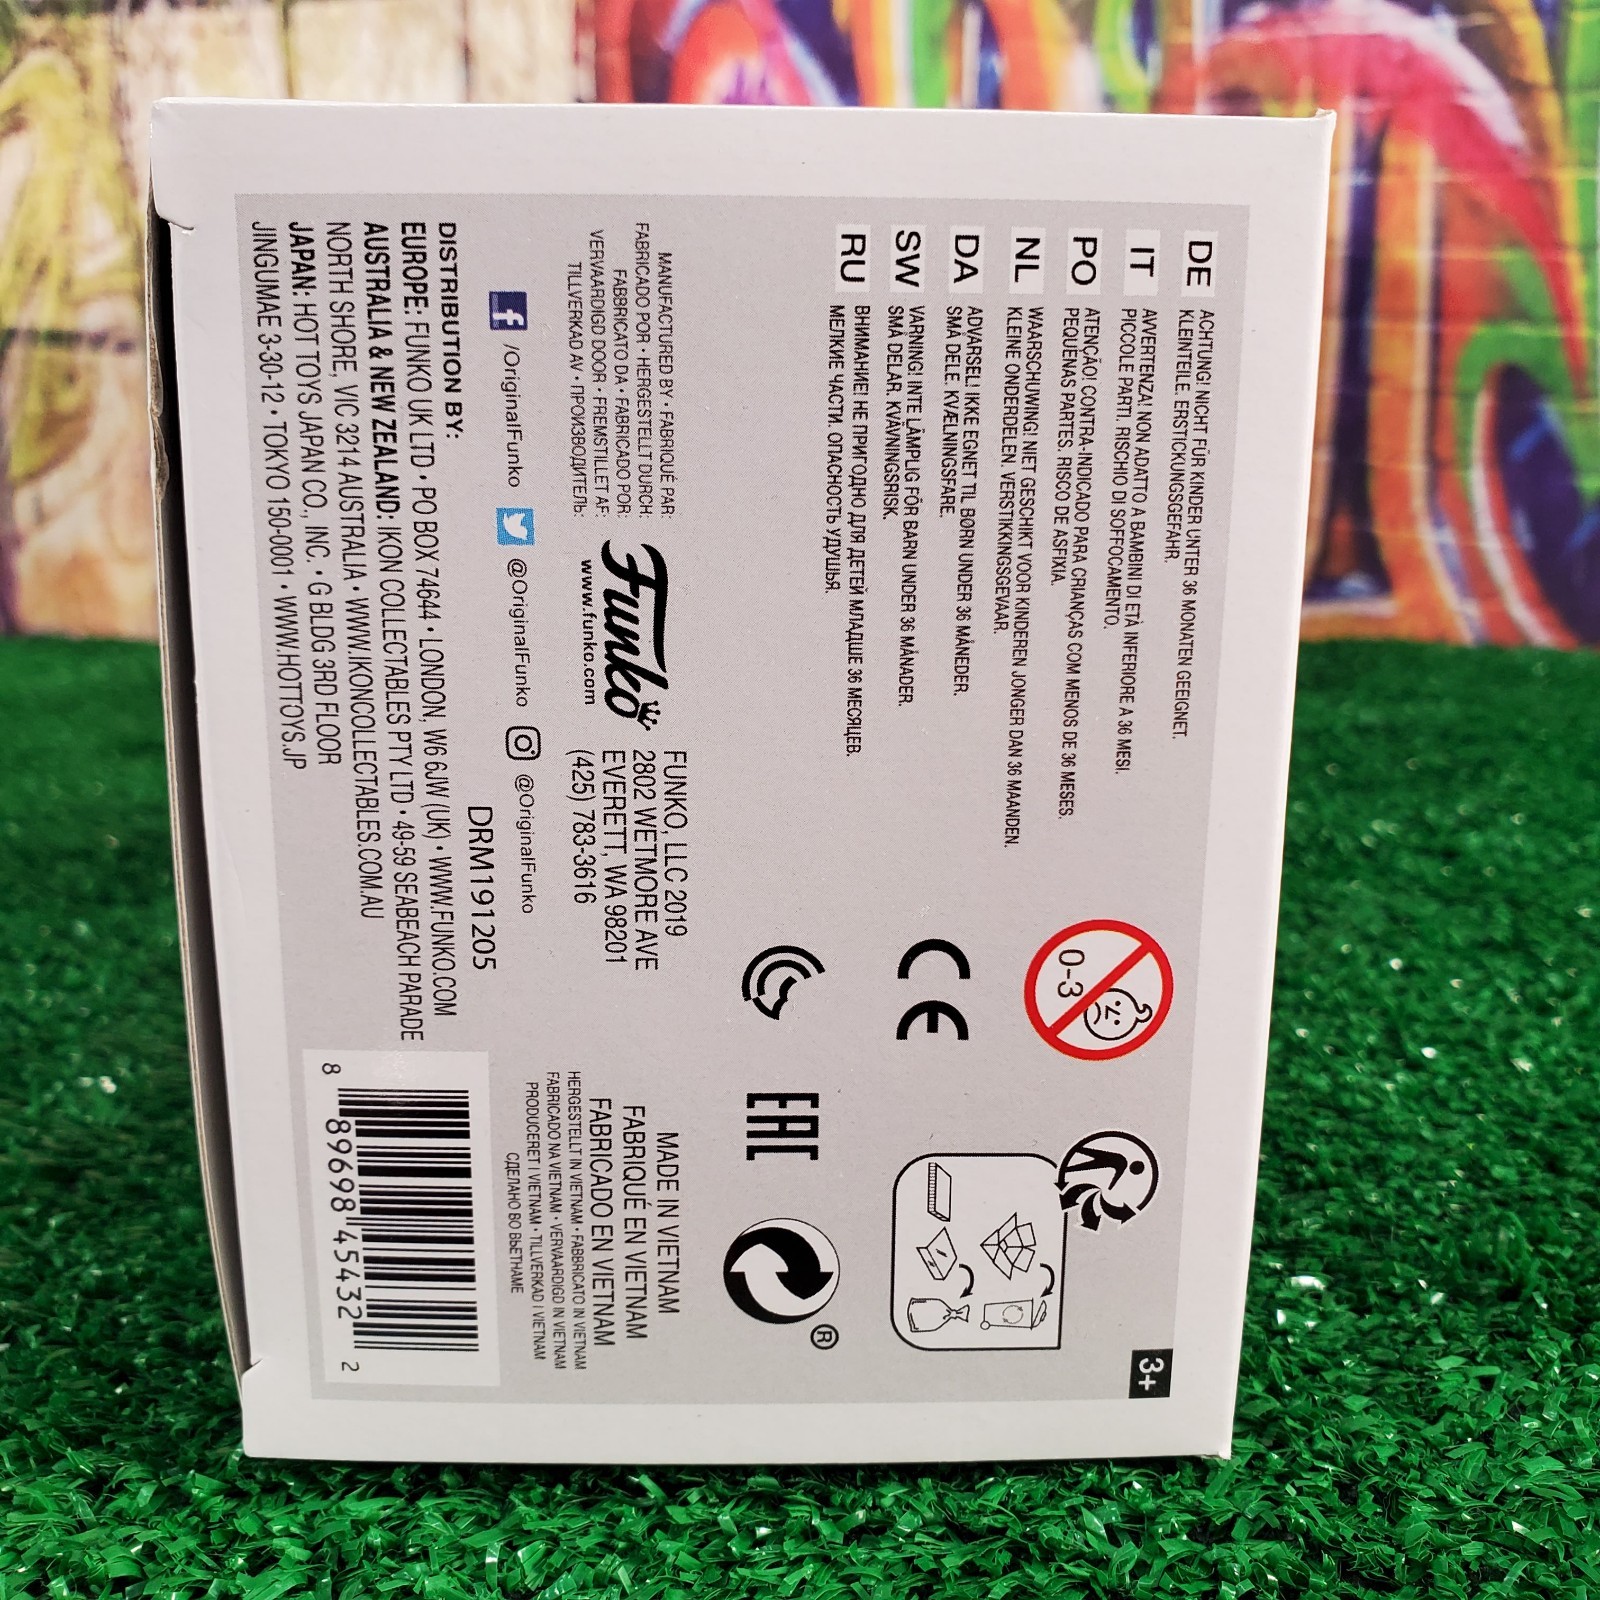 DE ACHTUNG! NICHT FÜR KINDER UNTER 36 MONATEN GEEIGNET.
KLEINTEILE. ERSTICKUNGSGEFAHR.
IT AVVERTENZA! NON ADATTO A BAMBINI DI ETÀ INFERIORE A 36 MESI.
PICCOLE PARTI. RISCHIO DI SOFFOCAMENTO.
PO ATENÇÃO! CONTRA-INDICADO PARA CRIANÇAS COM MENOS DE 36 MESES.
PEQUENAS PARTES. RISCO DE ASFIXIA.
NL WAARSCHUWING! NIET GESCHIKT VOOR KINDEREN JONGER DAN 36 MAANDEN.
KLEINE ONDERDELEN. VERSTIKKINGSGEVAAR.
DA ADVARSEL! IKKE EGNET TIL BØRN UNDER 36 MÅNEDER.
SMÅ DELE. KVÆLNINGSFARE.
SW VARNING! INTE LÄMPLIG FÖR BARN UNDER 36 MÅNADER.
SMÅ DELAR. KVÄVNINGSRISK.
RU ВНИМАНИЕ! НЕ ПРИГОДНО ДЛЯ ДЕТЕЙ МЛАДШЕ 36 МЕСЯЦЕВ.
МЕЛКИЕ ЧАСТИ. ОПАСНОСТЬ УДУШЬЯ.
0-3
3+
CE
EAC
®
MANUFACTURED BY • FABRIQUÉ PAR:
FABRICADO POR • HERGESTELLT DURCH:
FABBRICATO DA • FABRICADO POR:
VERVAARDIGD DOOR • FREMSTILLET AF:
TILLVERKAD AV • ПРОИЗВОДИТЕЛЬ:
Funko
www.funko.com
FUNKO, LLC 2019
2802 WETMORE AVE
EVERETT, WA 98201
(425) 783-3616
MADE IN VIETNAM
FABRIQUÉ EN VIETNAM
FABRICADO EN VIETNAM
HERGESTELLT IN VIETNAM • FABBRICATO IN VIETNAM
FABRICADO NA VIETNAM • VERVAARDIGD IN VIETNAM
PRODUCERET I VIETNAM • TILLVERKAD I VIETNAM
СДЕЛАНО ВО ВЬЕТНАМЕ
f /OriginalFunko @OriginalFunko @OriginalFunko
DRM191205
DISTRIBUTION BY:
EUROPE: FUNKO UK LTD • PO BOX 74644 • LONDON, W6 6JW (UK) • WWW.FUNKO.COM
AUSTRALIA & NEW ZEALAND: IKON COLLECTABLES PTY LTD • 49-59 SEABEACH PARADE
NORTH SHORE, VIC 3214 AUSTRALIA • WWW.IKONCOLLECTABLES.COM.AU
JAPAN: HOT TOYS JAPAN CO., INC. • G BLDG 3RD FLOOR
JINGUMAE 3-30-12 • TOKYO 150-0001 • WWW.HOTTOYS.JP
8 89698 45432 2